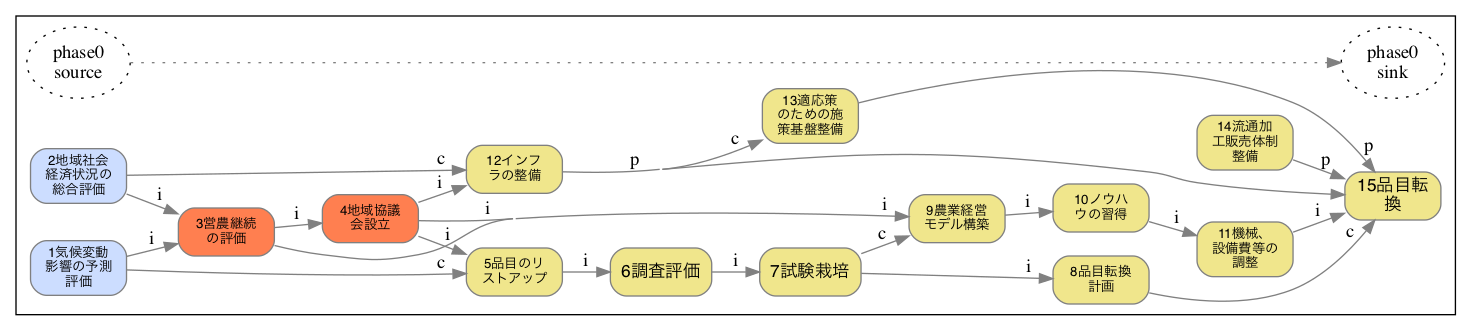 phase0
source
phase0
sink
2地域社会
経済状況の
総合評価
1気候変動
影響の予測
評価
3営農継続
の評価
4地域協議
会設立
12インフ
ラの整備
5品目のリ
ストアップ
6調査評価
13適応策
のための施
策基盤整備
7試験栽培
9農業経営
モデル構築
10ノウハ
ウの習得
8品目転換
計画
14流通加
工販売体制
整備
11機械、
設備費等の
調整
15品目転
換
c
i
i
c
i
i
i
i
i
i
p
c
c
i
i
i
i
i
p
p
i
c